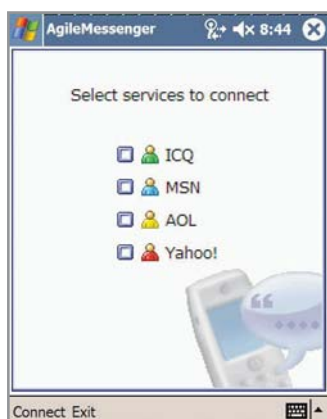 AgileMessenger 8:44
Select services to connect
ICQ
MSN
AOL
Yahoo!
Connect Exit